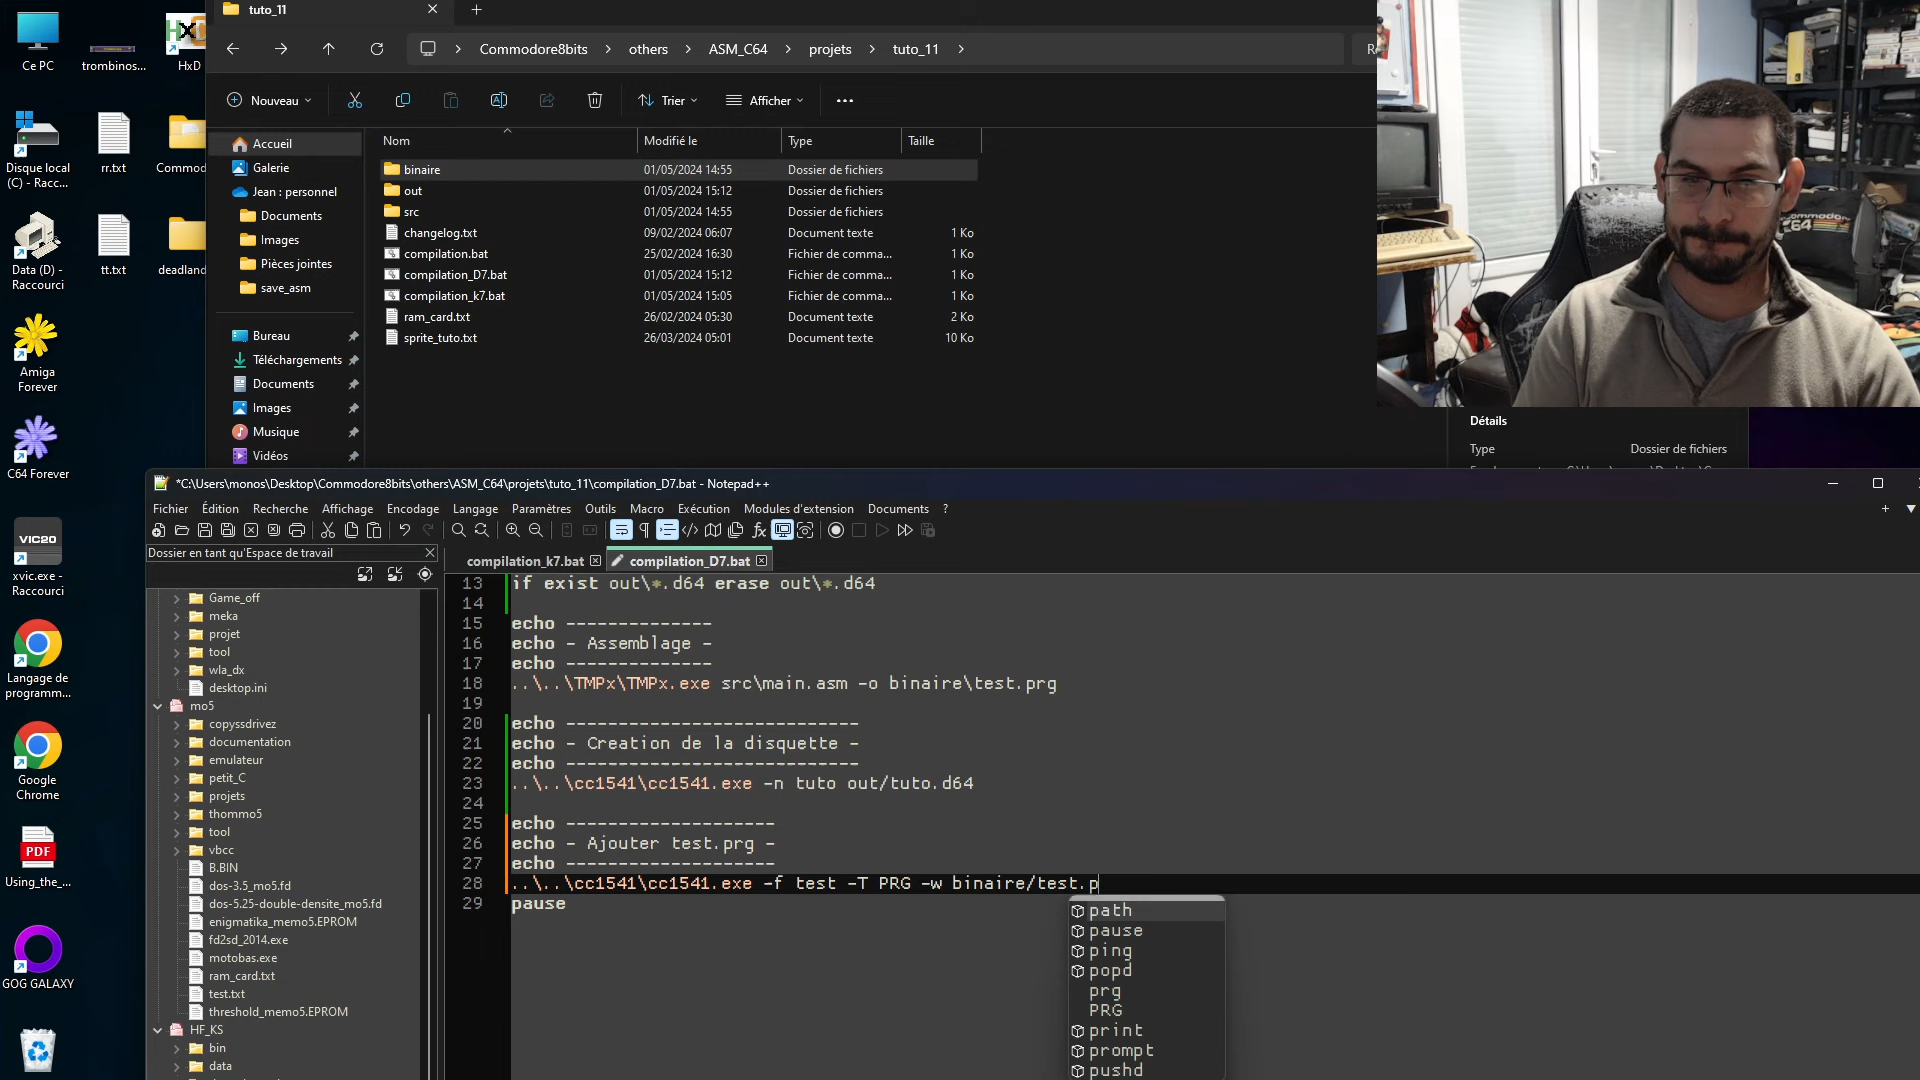 Ce PC
trombinos...
HxD
Disque local
(C) - Racc...
rr.txt
Commod
Data (D) -
Raccourci
tt.txt
deadland
Amiga
Forever
C64 Forever
VIC20
xvic.exe -
Raccourci
Langage de
programm...
Google
Chrome
PDF
Using_the_...
GOG GALAXY
tuto_11
Commodore8bits
others
ASM_C64
projets
tuto_11
Nouveau
Trier
Afficher
Nom
Modifié le
Type
Taille
Accueil
Galerie
Jean : personnel
Documents
Images
Pièces jointes
save_asm
Bureau
Téléchargements
Documents
Images
Musique
Vidéos
binaire 01/05/2024 14:55 Dossier de fichiers
out 01/05/2024 15:12 Dossier de fichiers
src 01/05/2024 14:55 Dossier de fichiers
changelog.txt 09/02/2024 06:07 Document texte 1 Ko
compilation.bat 25/02/2024 16:30 Fichier de comma... 1 Ko
compilation_D7.bat 01/05/2024 15:12 Fichier de comma... 1 Ko
compilation_k7.bat 01/05/2024 15:05 Fichier de comma... 1 Ko
ram_card.txt 26/02/2024 05:30 Document texte 2 Ko
sprite_tuto.txt 26/03/2024 05:01 Document texte 10 Ko
commodore
C64
Détails
Type Dossier de fichiers
*C:\Users\monos\Desktop\Commodore8bits\others\ASM_C64\projets\tuto_11\compilation_D7.bat - Notepad++
Fichier Édition Recherche Affichage Encodage Langage Paramètres Outils Macro Exécution Modules d'extension Documents ?
Dossier en tant qu'Espace de travail
compilation_k7.bat
compilation_D7.bat
Game_off
meka
projet
tool
wla_dx
desktop.ini
mo5
copyssdrivez
documentation
emulateur
petit_C
projets
thommo5
tool
vbcc
B.BIN
dos-3.5_mo5.fd
dos-5.25-double-densite_mo5.fd
enigmatika_memo5.EPROM
fd2sd_2014.exe
motobas.exe
ram_card.txt
test.txt
threshold_memo5.EPROM
HF_KS
bin
data
13 if exist out\*.d64 erase out\*.d64
14
15 echo --------------
16 echo - Assemblage -
17 echo --------------
18 ..\..\TMPx\TMPx.exe src\main.asm -o binaire\test.prg
19
20 echo ----------------------------
21 echo - Creation de la disquette -
22 echo ----------------------------
23 ..\..\cc1541\cc1541.exe -n tuto out/tuto.d64
24
25 echo --------------------
26 echo - Ajouter test.prg -
27 echo --------------------
28 ..\..\cc1541\cc1541.exe -f test -T PRG -w binaire/test.p
29 pause
path
pause
ping
popd
prg
PRG
print
prompt
pushd